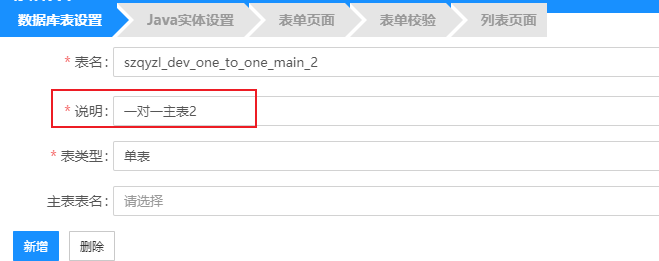 数据库表设置 Java实体设置 表单页面 表单校验 列表页面
* 表名: szqyzl_dev_one_to_one_main_2
* 说明: 一对一主表2
* 表类型: 单表
主表表名: 请选择
新增 删除